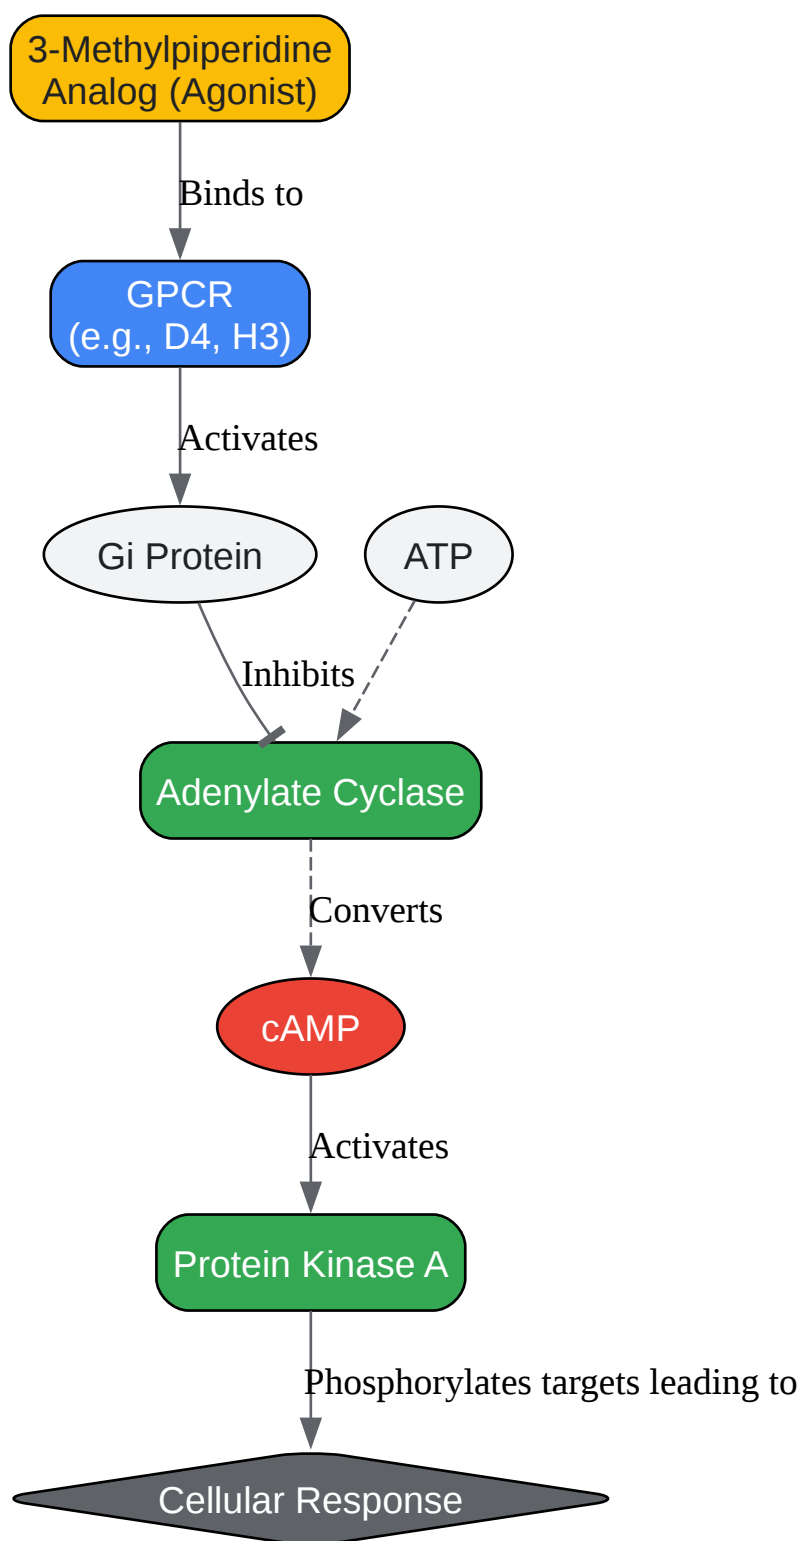 3-Methylpiperidine
Analog (Agonist)
Binds to
GPCR
(e.g., D4, H3)
Activates
Gi Protein
ATP
Inhibits
Adenylate Cyclase
Converts
cAMP
Activates
Protein Kinase A
Phosphorylates targets leading to
Cellular Response